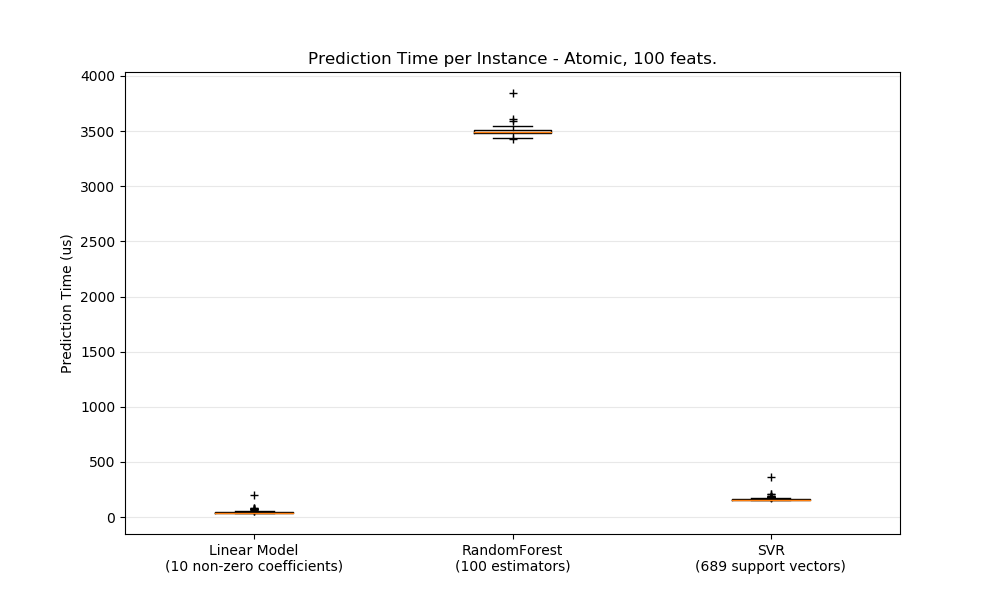 Prediction Time per Instance - Atomic, 100 feats.
4000
3500
3000
2500
2000
1500
1000
500
0
Prediction Time (us)
Linear Model
(10 non-zero coefficients)
RandomForest
(100 estimators)
SVR
(689 support vectors)